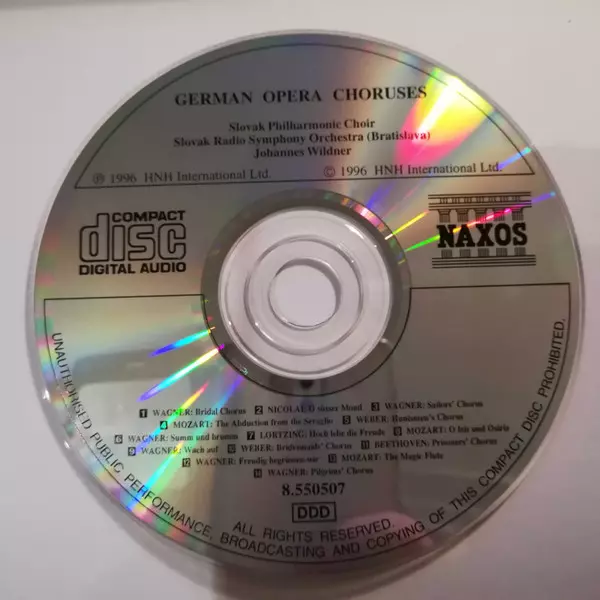 GERMAN OPERA CHORUSES
Slovak Philharmonic Choir
Slovak Radio Symphony Orchestra (Bratislava)
Johannes Wildner
℗ 1996 HNH International Ltd.
© 1996 HNH International Ltd.
COMPACT
disc
DIGITAL AUDIO
NAXOS
1 WAGNER: Bridal Chorus 2 NICOLAI: O süsser Mond 3 WAGNER: Sailors' Chorus
4 MOZART: The Abduction from the Seraglio 5 WEBER: Huntsmen's Chorus
6 WAGNER: Summ und brumm 7 LORTZING: Hoch lebt die Freude 8 MOZART: O Isis und Osiris
9 WAGNER: Wach auf 10 WEBER: Bridesmaids' Chorus 11 BEETHOVEN: Prisoners' Chorus
12 WAGNER: Freudig begrüssen wir 13 MOZART: The Magic Flute
14 WAGNER: Pilgrims' Chorus
8.550507
DDD
ALL RIGHTS RESERVED.
UNAUTHORISED PUBLIC PERFORMANCE, BROADCASTING AND COPYING OF THIS COMPACT DISC PROHIBITED.